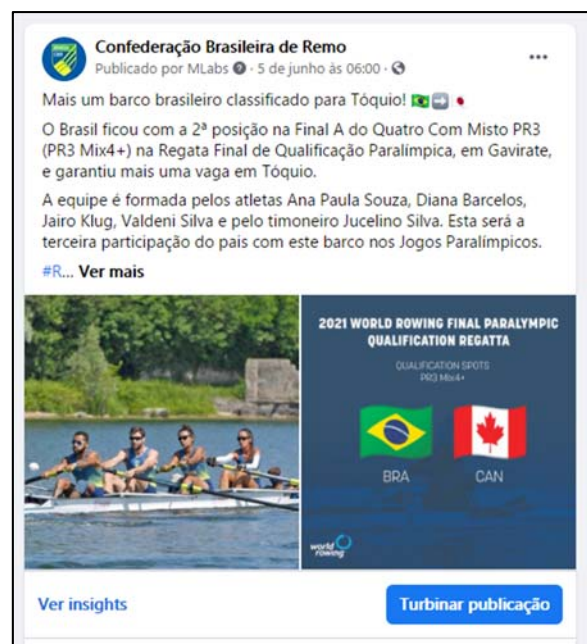 Confederação Brasileira de Remo
Publicado por MLabs · 5 de junho às 06:00 ·
Mais um barco brasileiro classificado para Tóquio!
O Brasil ficou com a 2ª posição na Final A do Quatro Com Misto PR3
(PR3 Mix4+) na Regata Final de Qualificação Paralímpica, em Gavirate,
e garantiu mais uma vaga em Tóquio.
A equipe é formada pelos atletas Ana Paula Souza, Diana Barcelos,
Jairo Klug, Valdeni Silva e pelo timoneiro Jucelino Silva. Esta será a
terceira participação do país com este barco nos Jogos Paralímpicos.
#R... Ver mais
2021 WORLD ROWING FINAL PARALYMPIC
QUALIFICATION REGATTA
QUALIFICATION SPOTS
PR3 Mix4+
BRA CAN
world
rowing
Ver insights
Turbinar publicação